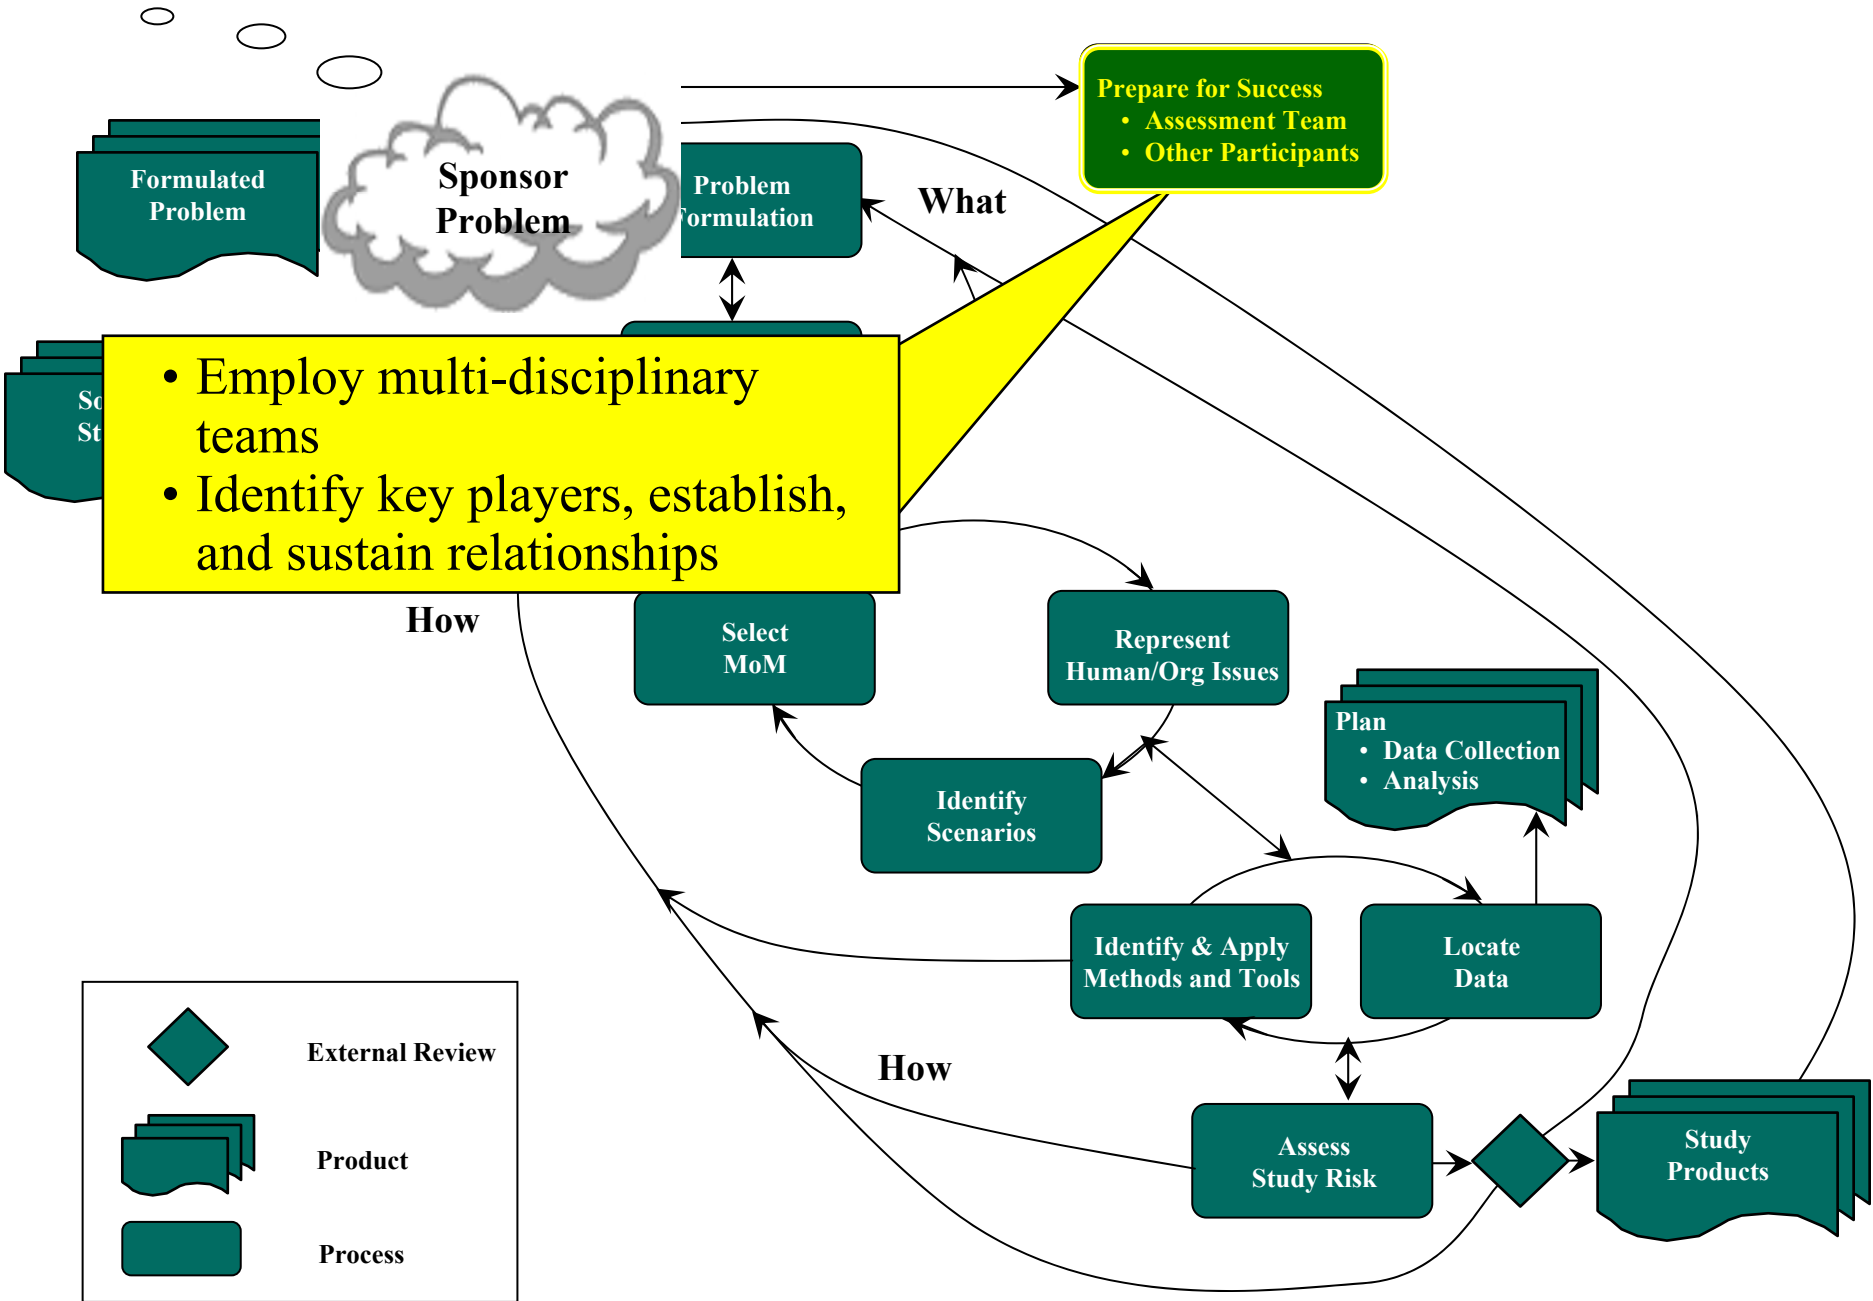 Prepare for Success
• Assessment Team
• Other Participants
Formulated
Problem
Sponsor
Problem
Problem
Formulation
What
• Employ multi-disciplinary
teams
• Identify key players, establish,
and sustain relationships
How
Select
MoM
Represent
Human/Org Issues
Plan
• Data Collection
• Analysis
Identify
Scenarios
Identify & Apply
Methods and Tools
Locate
Data
How
External Review
Product
Process
Assess
Study Risk
Study
Products